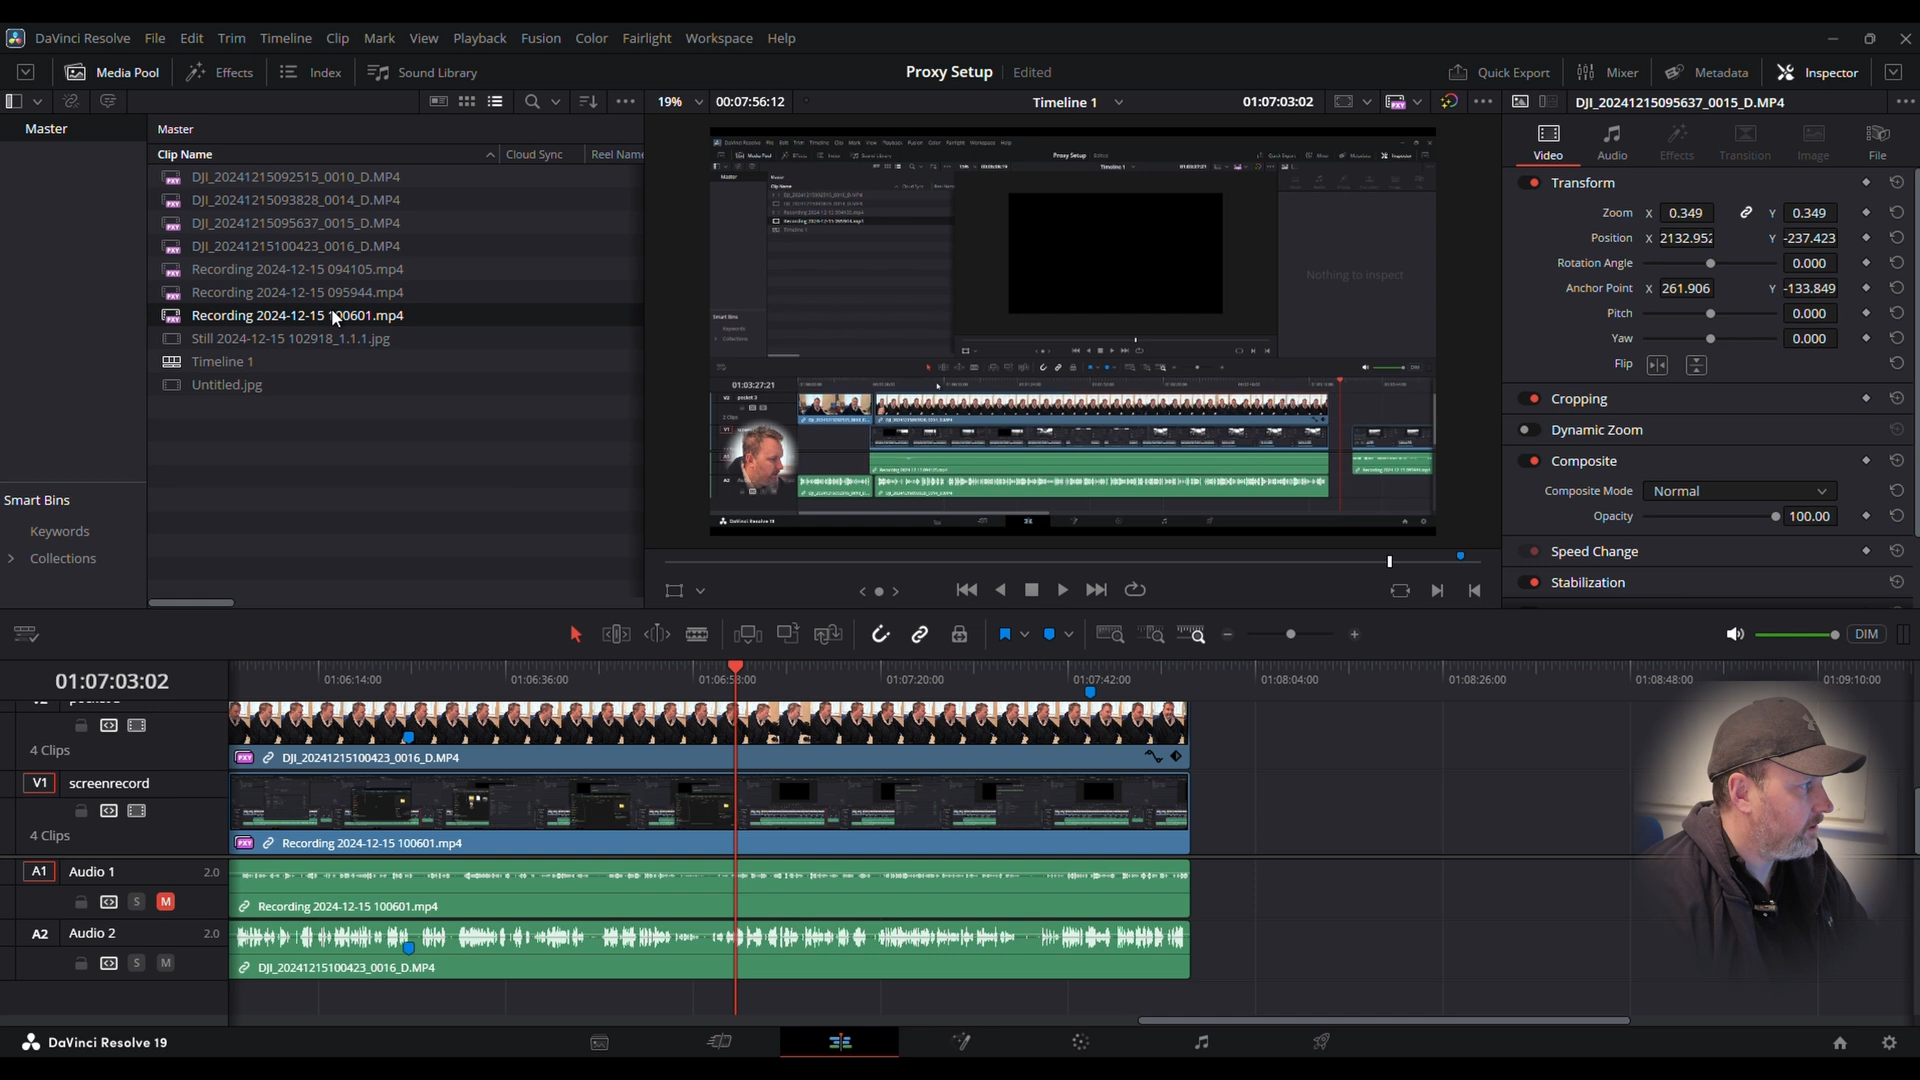 DaVinci Resolve File Edit Trim Timeline Clip Mark View Playback Fusion Color Fairlight Workspace Help
Media Pool Effects Index Sound Library
Proxy Setup Edited
Quick Export Mixer Metadata Inspector
19% 00:07:56:12 Timeline 1 01:07:03:02
DJI_20241215095637_0015_D.MP4
Master
Master
Clip Name Cloud Sync Reel Name
DJI_20241215092515_0010_D.MP4
DJI_20241215093828_0014_D.MP4
DJI_20241215095637_0015_D.MP4
DJI_20241215100423_0016_D.MP4
Recording 2024-12-15 094105.mp4
Recording 2024-12-15 095944.mp4
Recording 2024-12-15 100601.mp4
Still 2024-12-15 102918_1.1.1.jpg
Timeline 1
Untitled.jpg
Smart Bins
Keywords
Collections
Proxy Setup
Nothing to inspect
01:03:27:21
DaVinci Resolve 19
Video Audio Effects Transition Image File
Transform
Zoom X 0.349 Y 0.349
Position X 2132.952 Y -237.423
Rotation Angle 0.000
Anchor Point X 261.906 Y -133.849
Pitch 0.000
Yaw 0.000
Flip
Cropping
Dynamic Zoom
Composite
Composite Mode Normal
Opacity 100.00
Speed Change
Stabilization
DIM
01:07:03:02
01:06:14:00 01:06:36:00 01:06:58:00 01:07:20:00 01:07:42:00 01:08:04:00 01:08:26:00 01:08:48:00 01:09:10:00
4 Clips
PXY DJI_20241215100423_0016_D.MP4
V1 screenrecord
4 Clips
PXY Recording 2024-12-15 100601.mp4
A1 Audio 1 2.0
S M
Recording 2024-12-15 100601.mp4
A2 Audio 2 2.0
S M
DJI_20241215100423_0016_D.MP4
DaVinci Resolve 19